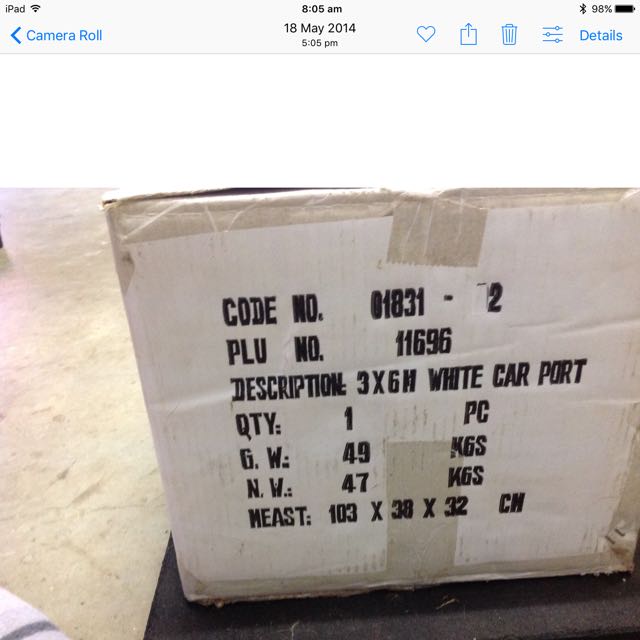 iPad 8:05 am 98%
Camera Roll 18 May 2014 Details
5:05 pm
CODE NO. 01831 - 2
PLU NO. 11696
DESCRIPTION: 3X6M WHITE CAR PORT
QTY: 1 PC
G. W.: 49 KGS
N. W.: 47 KGS
MEAST: 103 X 38 X 32 CM